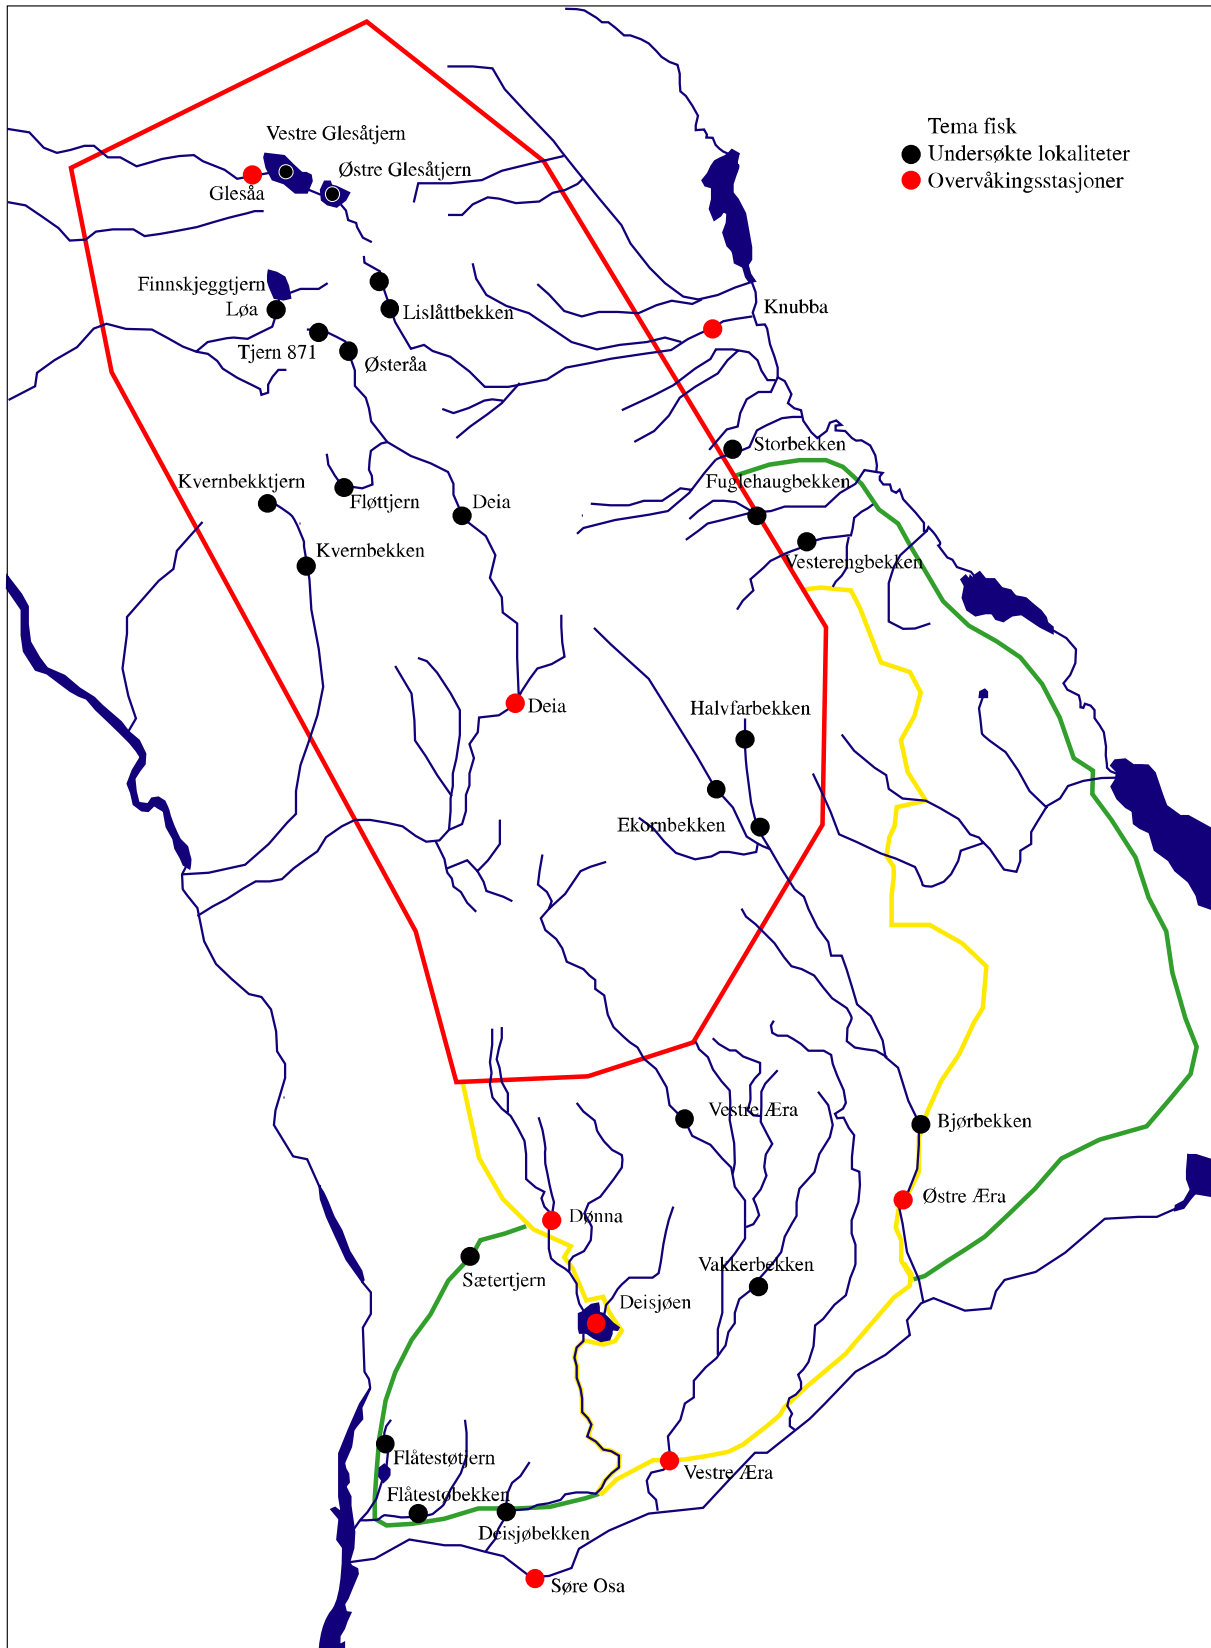 Tema fisk
Undersøkte lokaliteter
Overvåkingsstasjoner
Vestre Glesåtjern
Østre Glesåtjern
Glesåa
Finnskjeggtjern
Løa
Lislåttbekken
Knubba
Tjern 871
Østeråa
Storbekken
Kvernbekktjern
Fløttjern
Deia
Fuglehaugbekken
Kvernbekken
Vesterengbekken
Deia
Halvfarbekken
Ekornbekken
Vestre Æra
Bjørbekken
Østre Æra
Dønna
Sætertjern
Vakkerbekken
Deisjøen
Flåtestøtjern
Vestre Æra
Flåtestøbekken
Deisjøbekken
Søre Osa